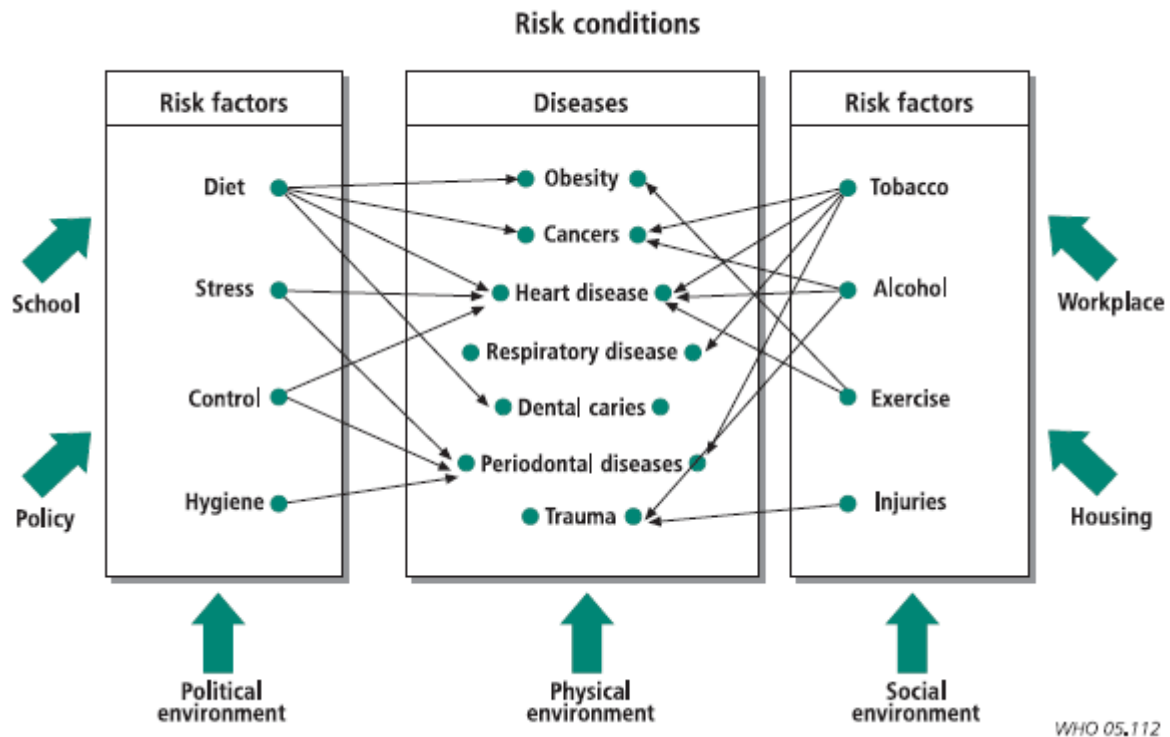 Risk conditions
Risk factors
Diseases
Risk factors
Diet
Stress
Control
Hygiene
Obesity
Cancers
Heart disease
Respiratory disease
Dental caries
Periodontal diseases
Trauma
Tobacco
Alcohol
Exercise
Injuries
School
Policy
Workplace
Housing
Political
environment
Physical
environment
Social
environment
WHO 05.112